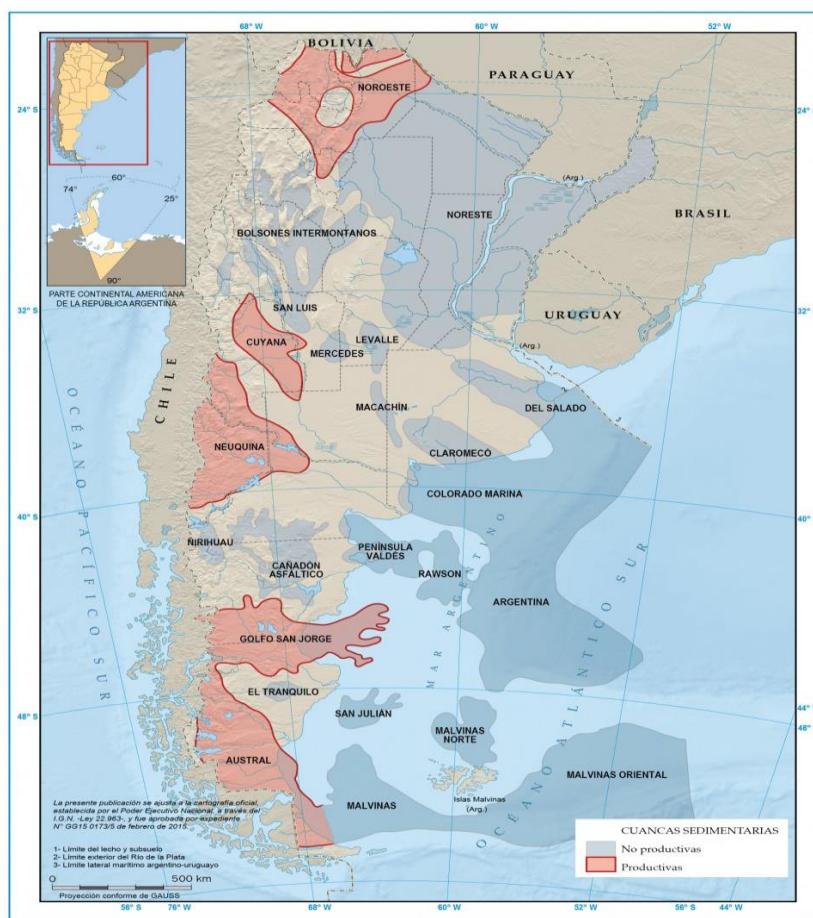 68° W
60° W
52° W
BOLIVIA
PARAGUAY
NOROESTE
24° S
24° S
60°
74°
25°
90°
PARTE CONTINENTAL AMERICANA
DE LA REPÚBLICA ARGENTINA
(Arg.)
NORESTE
BRASIL
BOLSONES INTERMONTANOS
32° S
32° S
SAN LUIS
URUGUAY
CUYANA
LEVALLE
MERCEDES
(Arg.)
1
2
3
CHILE
MACACHÍN
DEL SALADO
OCÉANO PACÍFICO SUR
NEUQUINA
CLAROMECÓ
COLORADO MARINA
40° S
40° S
ÑIRIHUAU
PENÍNSULA
VALDÉS
CAÑADÓN
ASFÁLTICO
RAWSON
ARGENTINA
MAR ARGENTINO
OCÉANO ATLÁNTICO SUR
GOLFO SAN JORGE
EL TRANQUILO
48° S
SAN JULIÁN
44° W
48° S
MALVINAS
NORTE
AUSTRAL
MALVINAS ORIENTAL
MALVINAS
Islas Malvinas
(Arg.)
La presente publicación se ajusta a la cartografía oficial,
establecida por el Poder Ejecutivo Nacional, a través del
I.G.N. -Ley 22.963-, y fue aprobada por expediente
N° GG15 0173/5 de febrero de 2015.
1- Límite del lecho y subsuelo
2- Límite exterior del Río de la Plata
3- Límite lateral marítimo argentino-uruguayo
0 500 km
Proyección conforme de GAUSS
CUANCAS SEDIMENTARIAS
No productivas
Productivas
56° S
76° W
68° W
60° W
56° S
52° W
44° W